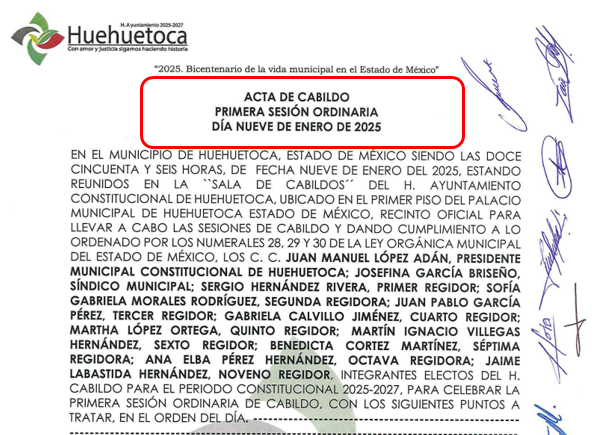 H. Ayuntamiento 2025-2027
Huehuetoca
Con amor y justicia sigamos haciendo historia
"2025. Bicentenario de la vida municipal en el Estado de México"
ACTA DE CABILDO
PRIMERA SESIÓN ORDINARIA
DÍA NUEVE DE ENERO DE 2025
EN EL MUNICIPIO DE HUEHUETOCA, ESTADO DE MÉXICO SIENDO LAS DOCE
CINCUENTA Y SEIS HORAS, DE FECHA NUEVE DE ENERO DEL 2025, ESTANDO
REUNIDOS EN LA ``SALA DE CABILDOS´´ DEL H. AYUNTAMIENTO
CONSTITUCIONAL DE HUEHUETOCA, UBICADO EN EL PRIMER PISO DEL PALACIO
MUNICIPAL DE HUEHUETOCA ESTADO DE MÉXICO, RECINTO OFICIAL PARA
LLEVAR A CABO LAS SESIONES DE CABILDO Y DANDO CUMPLIMIENTO A LO
ORDENADO POR LOS NUMERALES 28, 29 Y 30 DE LA LEY ORGÁNICA MUNICIPAL
DEL ESTADO DE MÉXICO, LOS C. C. JUAN MANUEL LÓPEZ ADÁN, PRESIDENTE
MUNICIPAL CONSTITUCIONAL DE HUEHUETOCA; JOSEFINA GARCÍA BRISEÑO,
SÍNDICO MUNICIPAL; SERGIO HERNÁNDEZ RIVERA, PRIMER REGIDOR; SOFÍA
GABRIELA MORALES RODRÍGUEZ, SEGUNDA REGIDORA; JUAN PABLO GARCÍA
PÉREZ, TERCER REGIDOR; GABRIELA CALVILLO JIMÉNEZ, CUARTO REGIDOR;
MARTHA LÓPEZ ORTEGA, QUINTO REGIDOR; MARTÍN IGNACIO VILLEGAS
HERNÁNDEZ, SEXTO REGIDOR; BENEDICTA CORTEZ MARTÍNEZ, SÉPTIMA
REGIDORA; ANA ELBA PÉREZ HERNÁNDEZ, OCTAVA REGIDORA; JAIME
LABASTIDA HERNÁNDEZ, NOVENO REGIDOR. INTEGRANTES ELECTOS DEL H.
CABILDO PARA EL PERIODO CONSTITUCIONAL 2025-2027, PARA CELEBRAR LA
PRIMERA SESIÓN ORDINARIA DE CABILDO, CON LOS SIGUIENTES PUNTOS A
TRATAR, EN EL ORDEN DEL DÍA. ------------------------------------------------